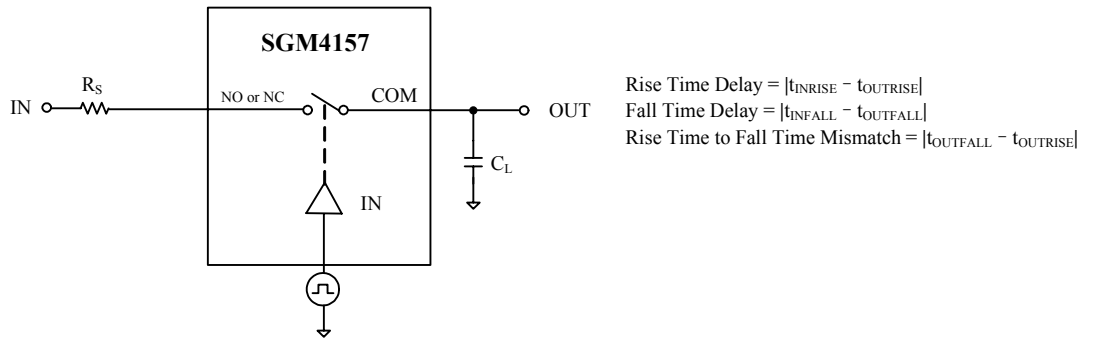 SGM4157
R_S
IN
NO or NC
COM
OUT
C_L
IN
Rise Time Delay = |t_INRISE - t_OUTRISE|
Fall Time Delay = |t_INFALL - t_OUTFALL|
Rise Time to Fall Time Mismatch = |t_OUTFALL - t_OUTRISE|